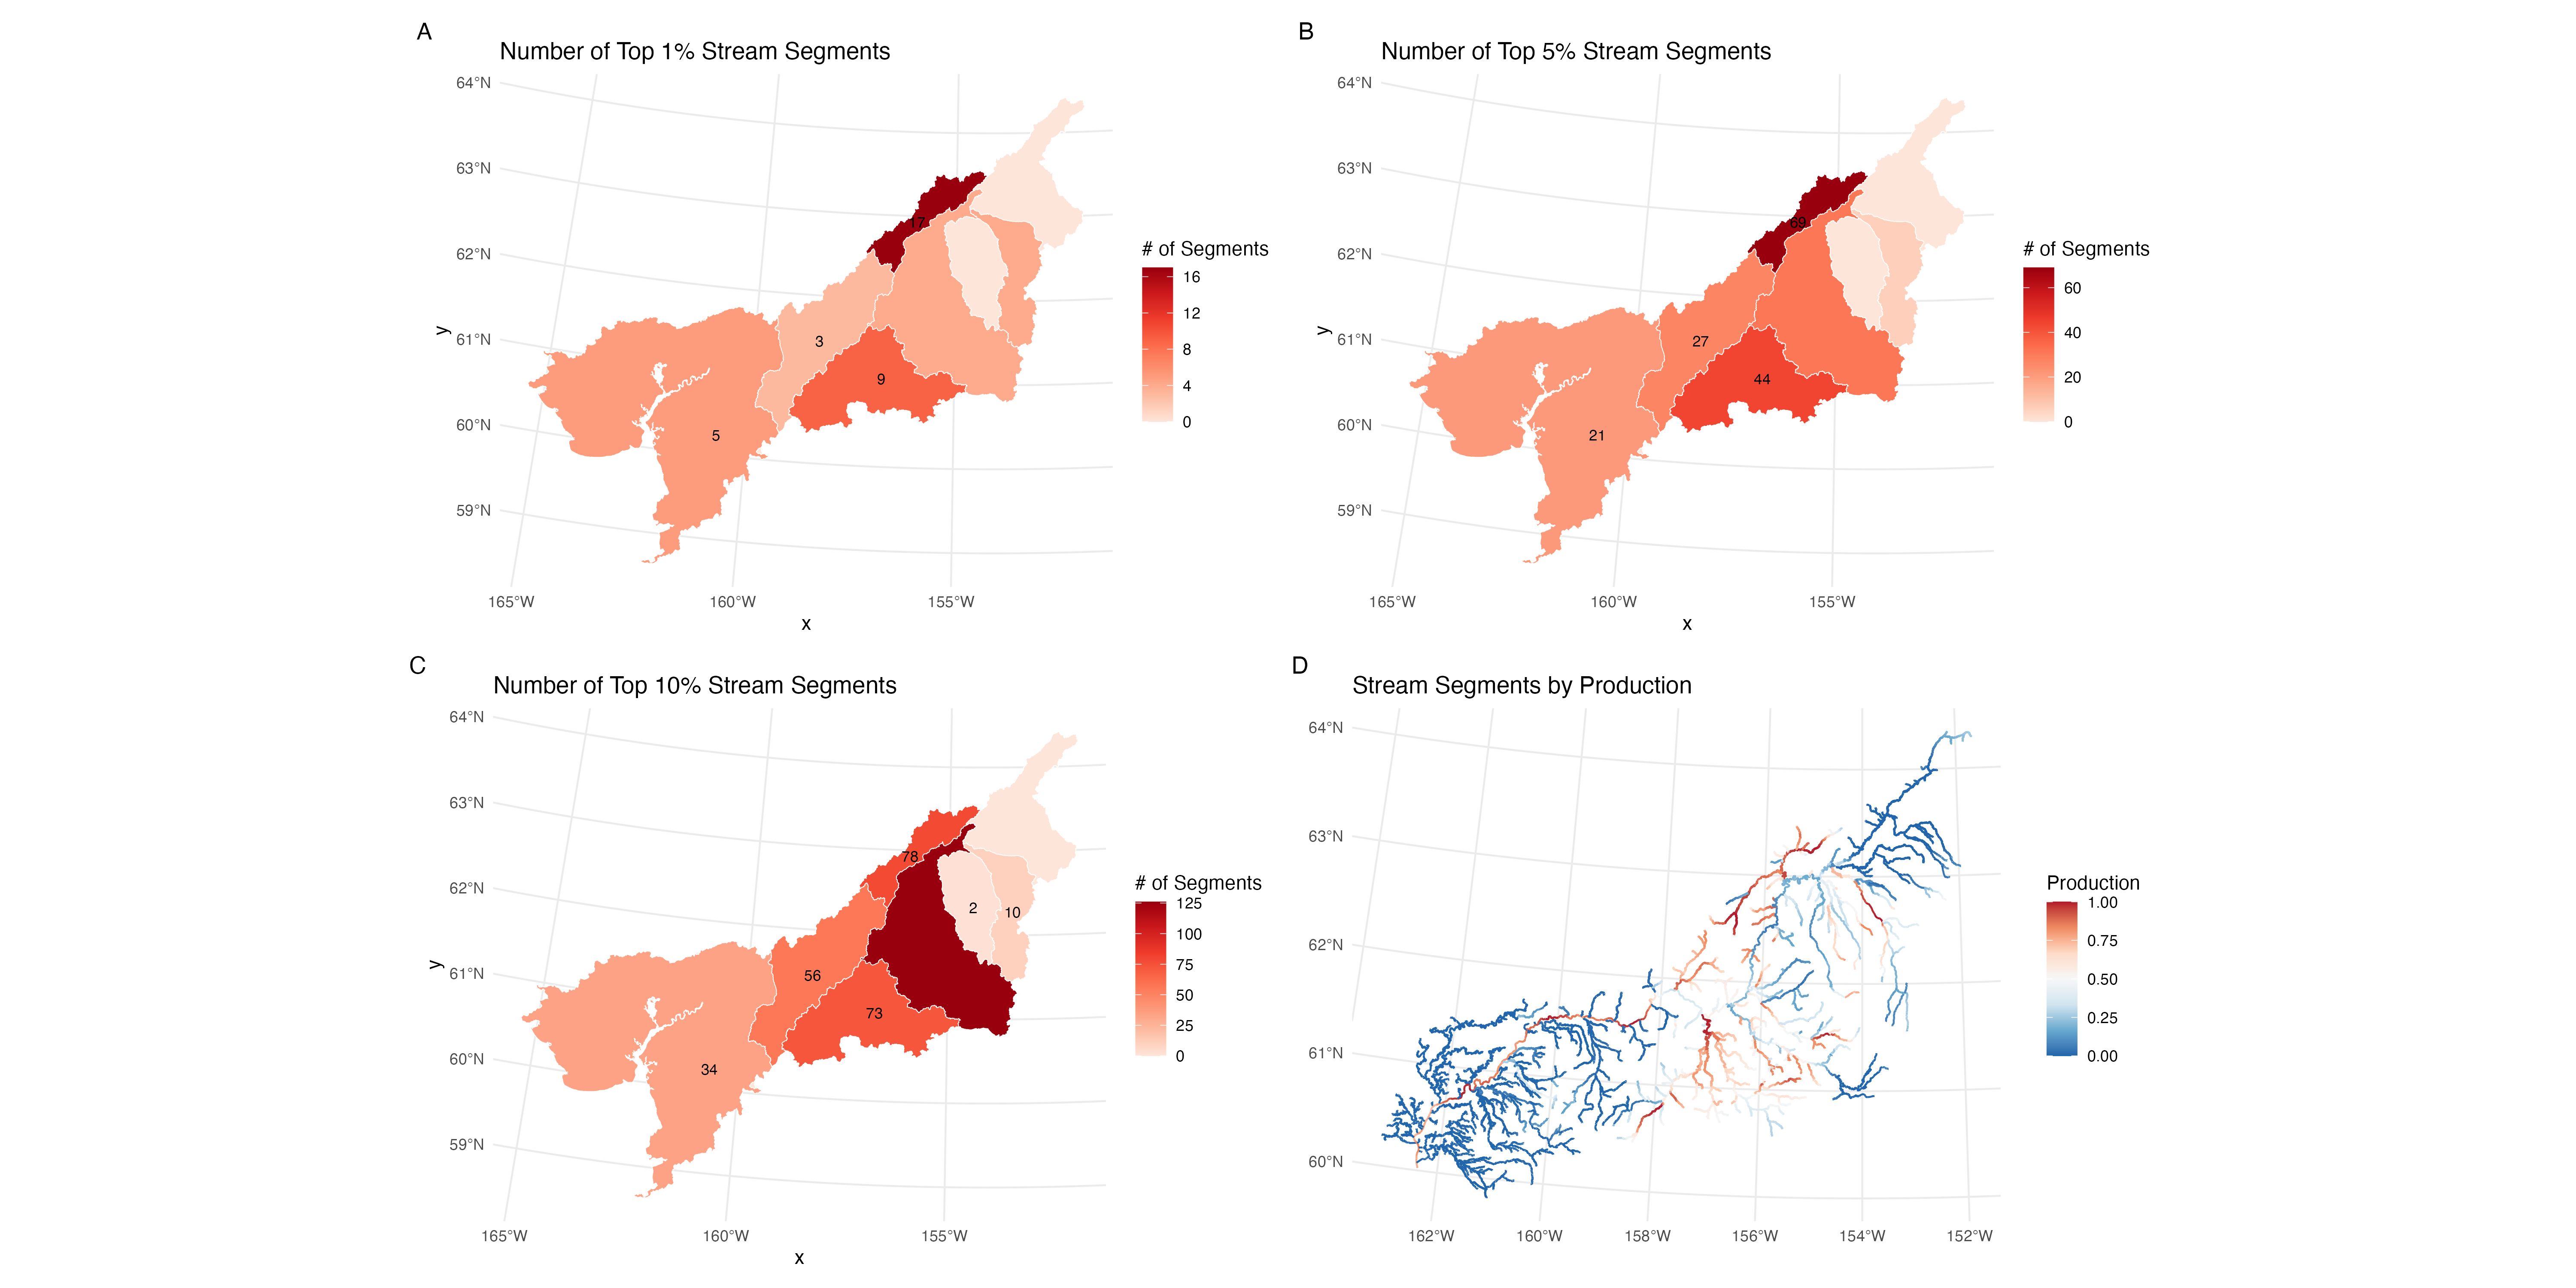 A
Number of Top 1% Stream Segments
64°N
63°N
62°N
61°N
60°N
59°N
y
17
3
9
5
165°W
160°W
155°W
x
# of Segments
16
12
8
4
0
B
Number of Top 5% Stream Segments
64°N
63°N
62°N
61°N
60°N
59°N
y
69
27
44
21
165°W
160°W
155°W
x
# of Segments
60
40
20
0
C
Number of Top 10% Stream Segments
64°N
63°N
62°N
61°N
60°N
59°N
y
78
2
10
56
73
34
165°W
160°W
155°W
x
# of Segments
125
100
75
50
25
0
D
Stream Segments by Production
64°N
63°N
62°N
61°N
60°N
162°W
160°W
158°W
156°W
154°W
152°W
Production
1.00
0.75
0.50
0.25
0.00